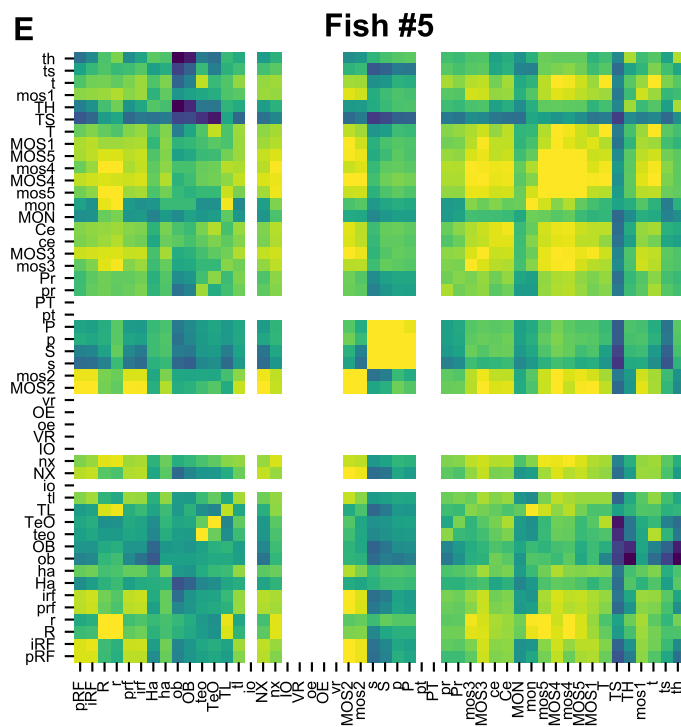 E
Fish #5
th
ts
t
mos1
TH
TS
T
MOS1
MOS5
mos4
MOS4
mos5
mon
MON
Ce
ce
MOS3
mos3
Pr
pr
PT
pt
P
p
S
s
mos2
MOS2
vr
OE
oe
VR
IO
nx
NX
io
tl
TL
TeO
teo
OB
ob
ha
Ha
irf
prf
r
R
iRF
pRF
pRF
iRF
R
r
prf
irf
Ha
ha
ob
OB
teo
TeO
TL
tl
io
NX
nx
IO
VR
oe
OE
vr
MOS2
mos2
s
S
p
P
pt
PT
pr
Pr
mos3
MOS3
ce
Ce
MON
mon
mos5
MOS4
mos4
MOS5
MOS1
T
TS
TH
mos1
t
ts
th